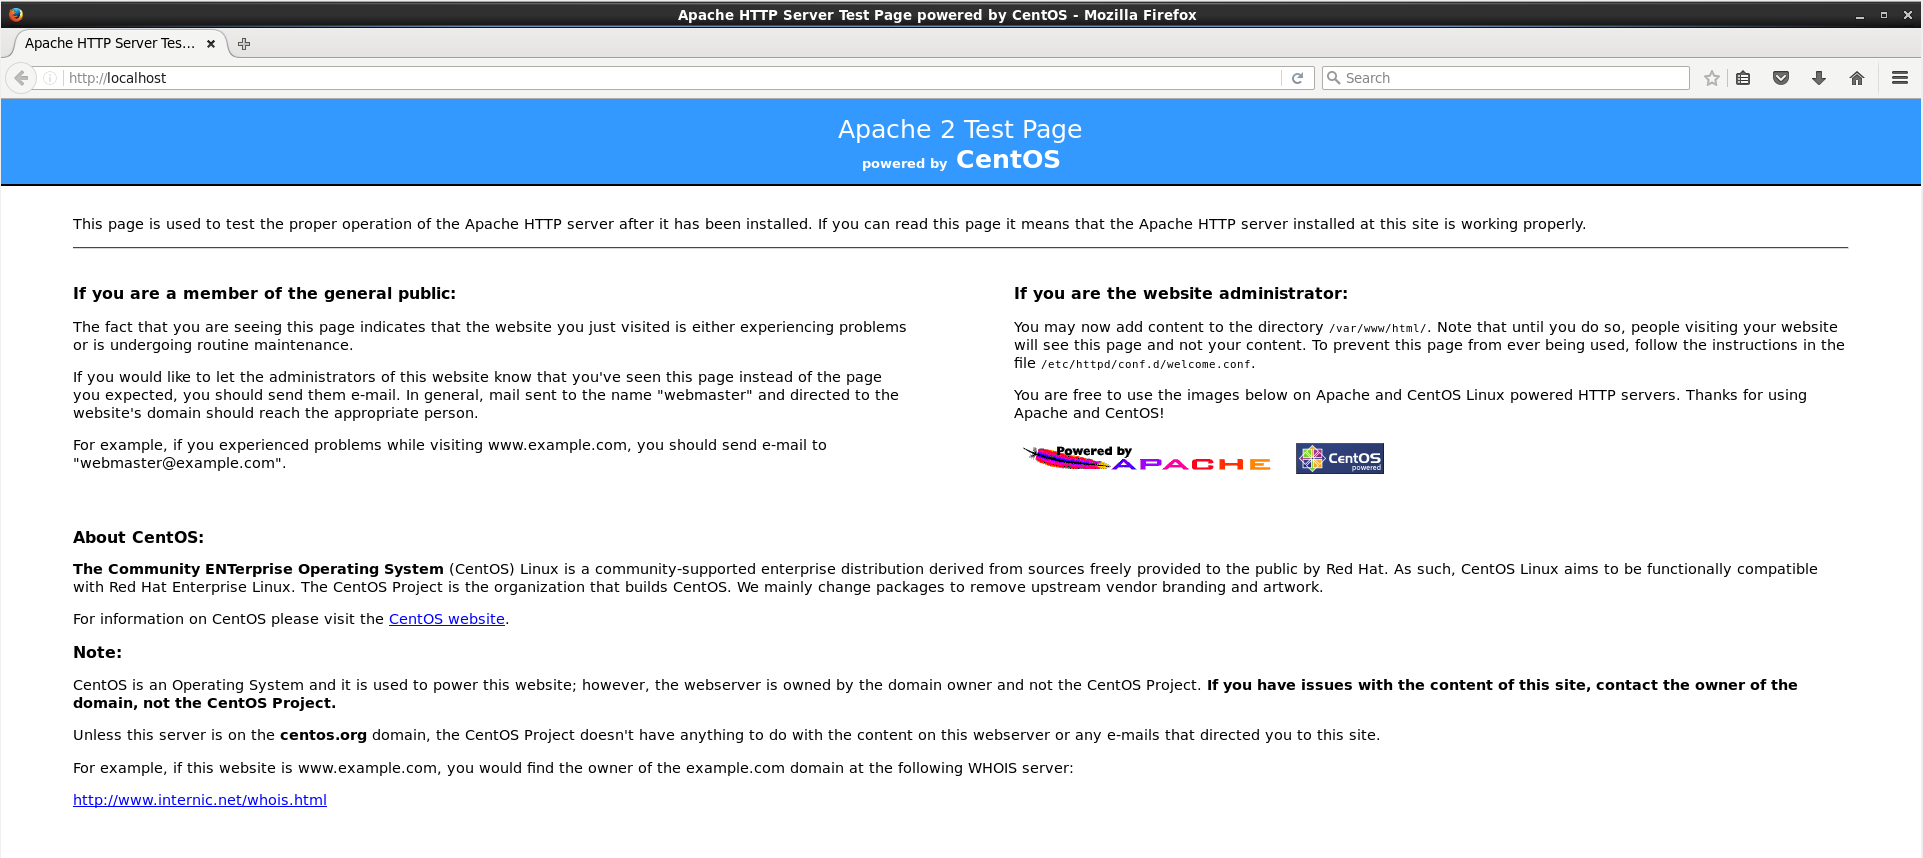 Apache HTTP Server Test Page powered by CentOS - Mozilla Firefox
Apache HTTP Server Tes...
http://localhost
Search
Apache 2 Test Page
powered by CentOS
This page is used to test the proper operation of the Apache HTTP server after it has been installed. If you can read this page it means that the Apache HTTP server installed at this site is working properly.
If you are a member of the general public:
The fact that you are seeing this page indicates that the website you just visited is either experiencing problems
or is undergoing routine maintenance.
If you would like to let the administrators of this website know that you've seen this page instead of the page
you expected, you should send them e-mail. In general, mail sent to the name "webmaster" and directed to the
website's domain should reach the appropriate person.
For example, if you experienced problems while visiting www.example.com, you should send e-mail to
"webmaster@example.com".
If you are the website administrator:
You may now add content to the directory /var/www/html/. Note that until you do so, people visiting your website
will see this page and not your content. To prevent this page from ever being used, follow the instructions in the
file /etc/httpd/conf.d/welcome.conf.
You are free to use the images below on Apache and CentOS Linux powered HTTP servers. Thanks for using
Apache and CentOS!
Powered by
APACHE
CentOS
powered
About CentOS:
The Community ENTerprise Operating System (CentOS) Linux is a community-supported enterprise distribution derived from sources freely provided to the public by Red Hat. As such, CentOS Linux aims to be functionally compatible
with Red Hat Enterprise Linux. The CentOS Project is the organization that builds CentOS. We mainly change packages to remove upstream vendor branding and artwork.
For information on CentOS please visit the CentOS website.
Note:
CentOS is an Operating System and it is used to power this website; however, the webserver is owned by the domain owner and not the CentOS Project. If you have issues with the content of this site, contact the owner of the
domain, not the CentOS Project.
Unless this server is on the centos.org domain, the CentOS Project doesn't have anything to do with the content on this webserver or any e-mails that directed you to this site.
For example, if this website is www.example.com, you would find the owner of the example.com domain at the following WHOIS server:
http://www.internic.net/whois.html